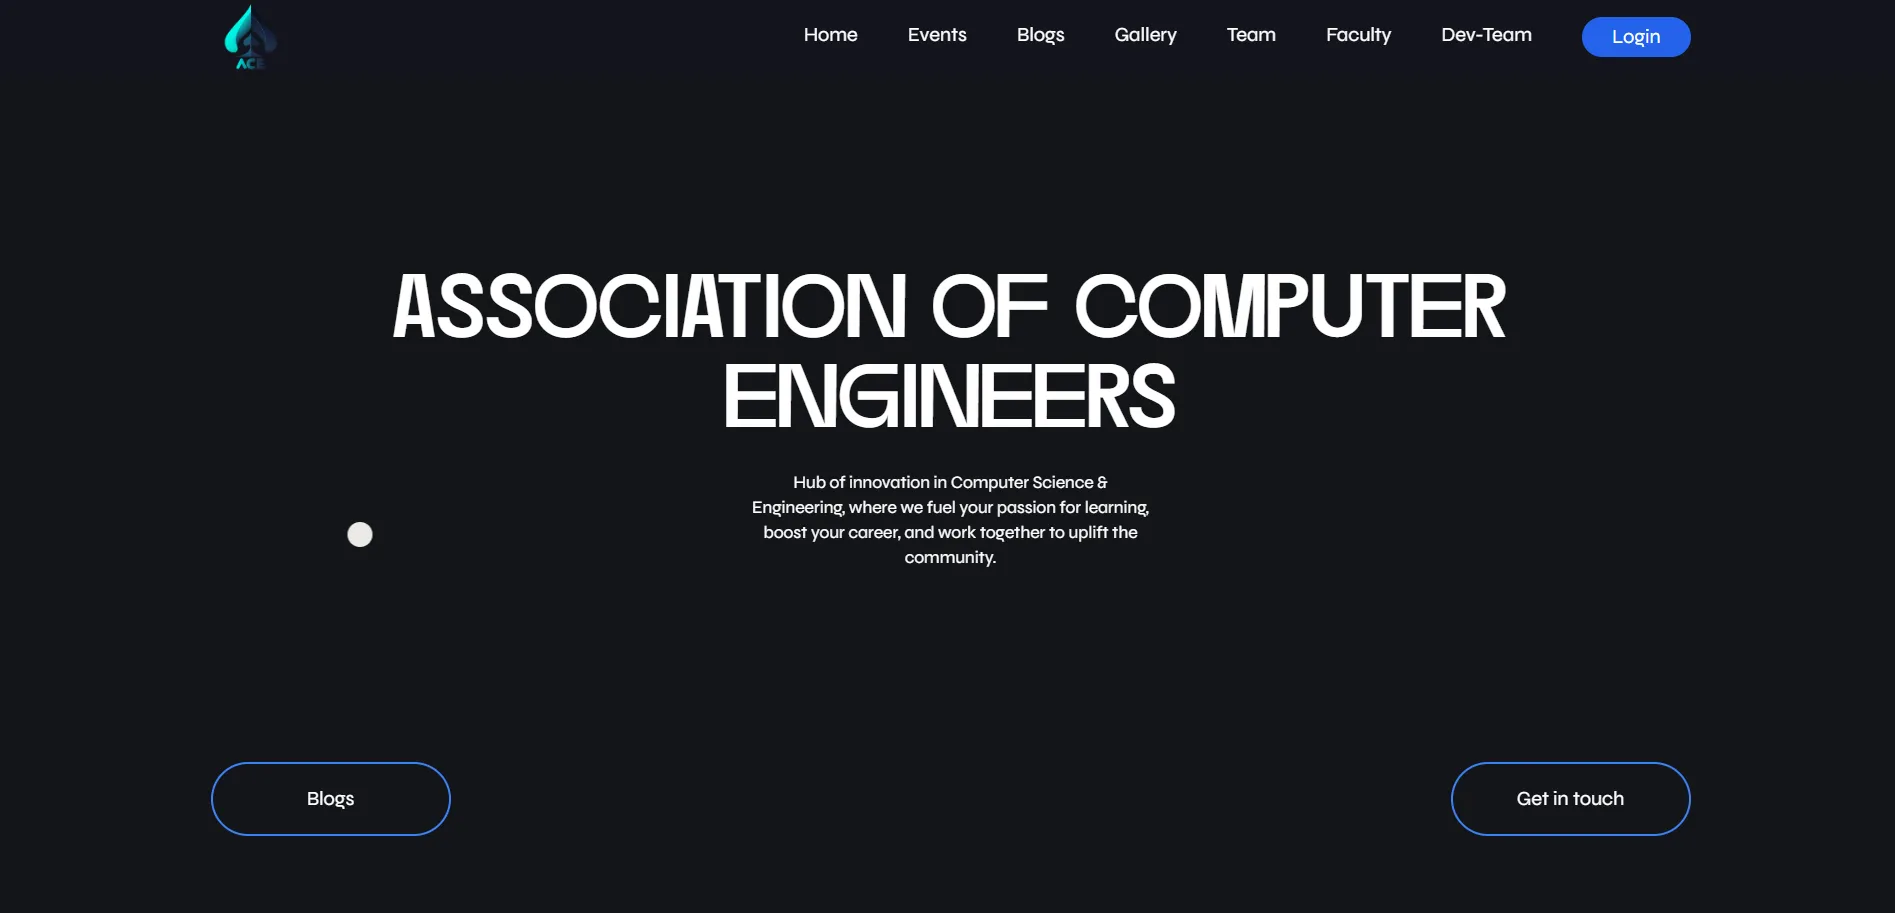 ACE
Home Events Blogs Gallery Team Faculty Dev-Team Login
ASSOCIATION OF COMPUTER
ENGINEERS
Hub of innovation in Computer Science &
Engineering, where we fuel your passion for learning,
boost your career, and work together to uplift the
community.
Blogs
Get in touch